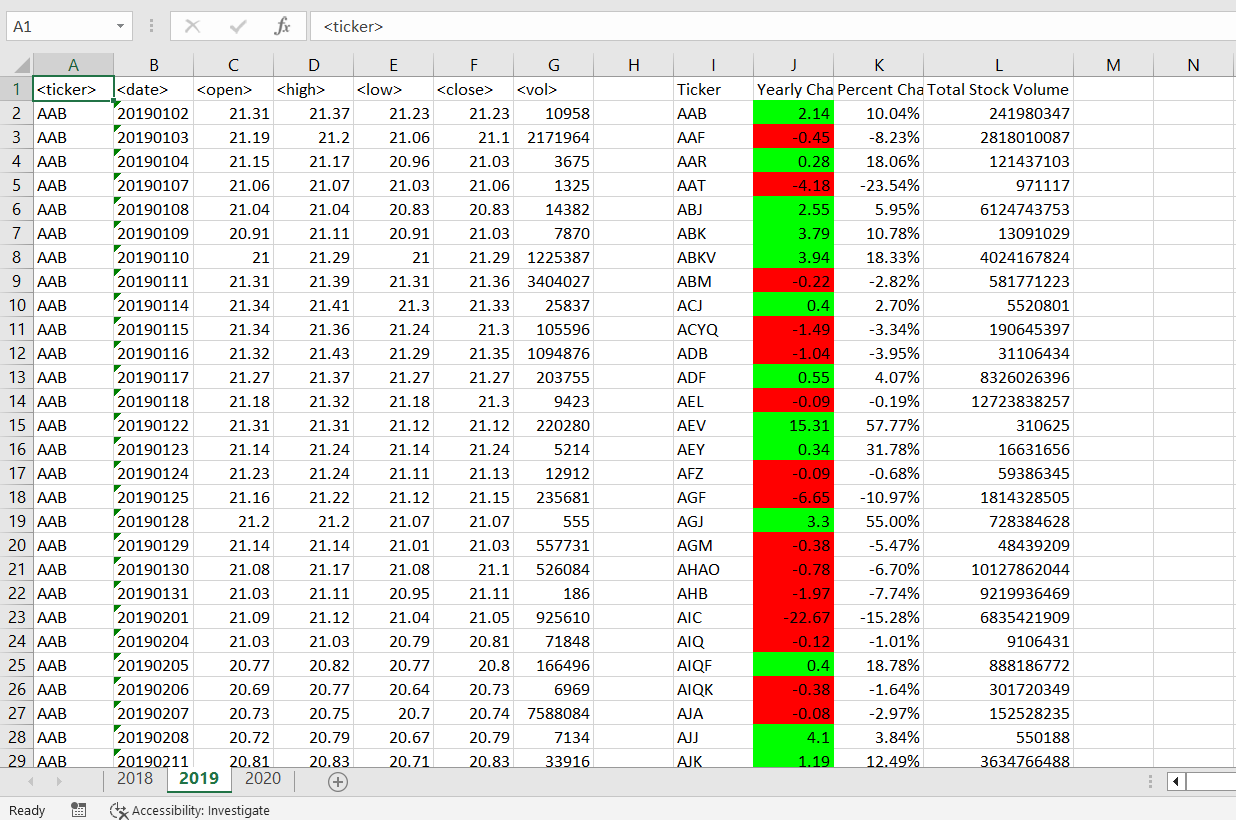 A1 fx <ticker>
A B C D E F G H I J K L M N
1 <ticker> <date> <open> <high> <low> <close> <vol> Ticker Yearly Cha Percent Cha Total Stock Volume
2 AAB 20190102 21.31 21.37 21.23 21.23 10958 AAB 2.14 10.04% 241980347
3 AAB 20190103 21.19 21.2 21.06 21.1 2171964 AAF -0.45 -8.23% 2818010087
4 AAB 20190104 21.15 21.17 20.96 21.03 3675 AAR 0.28 18.06% 121437103
5 AAB 20190107 21.06 21.07 21.03 21.06 1325 AAT -4.18 -23.54% 971117
6 AAB 20190108 21.04 21.04 20.83 20.83 14382 ABJ 2.55 5.95% 6124743753
7 AAB 20190109 20.91 21.11 20.91 21.03 7870 ABK 3.79 10.78% 13091029
8 AAB 20190110 21 21.29 21 21.29 1225387 ABKV 3.94 18.33% 4024167824
9 AAB 20190111 21.31 21.39 21.31 21.36 3404027 ABM -0.22 -2.82% 581771223
10 AAB 20190114 21.34 21.41 21.3 21.33 25837 ACJ 0.4 2.70% 5520801
11 AAB 20190115 21.34 21.36 21.24 21.3 105596 ACYQ -1.49 -3.34% 190645397
12 AAB 20190116 21.32 21.43 21.29 21.35 1094876 ADB -1.04 -3.95% 31106434
13 AAB 20190117 21.27 21.37 21.27 21.27 203755 ADF 0.55 4.07% 8326026396
14 AAB 20190118 21.18 21.32 21.18 21.3 9423 AEL -0.09 -0.19% 12723838257
15 AAB 20190122 21.31 21.31 21.12 21.12 220280 AEV 15.31 57.77% 310625
16 AAB 20190123 21.14 21.24 21.14 21.24 5214 AEY 0.34 31.78% 16631656
17 AAB 20190124 21.23 21.24 21.11 21.13 12912 AFZ -0.09 -0.68% 59386345
18 AAB 20190125 21.16 21.22 21.12 21.15 235681 AGF -6.65 -10.97% 1814328505
19 AAB 20190128 21.2 21.2 21.07 21.07 555 AGJ 3.3 55.00% 728384628
20 AAB 20190129 21.14 21.14 21.01 21.03 557731 AGM -0.38 -5.47% 48439209
21 AAB 20190130 21.08 21.17 21.08 21.1 526084 AHAO -0.78 -6.70% 10127862044
22 AAB 20190131 21.03 21.11 20.95 21.11 186 AHB -1.97 -7.74% 9219936469
23 AAB 20190201 21.09 21.12 21.04 21.05 925610 AIC -22.67 -15.28% 6835421909
24 AAB 20190204 21.03 21.03 20.79 20.81 71848 AIQ -0.12 -1.01% 9106431
25 AAB 20190205 20.77 20.82 20.77 20.8 166496 AIQF 0.4 18.78% 888186772
26 AAB 20190206 20.69 20.77 20.64 20.73 6969 AIQK -0.38 -1.64% 301720349
27 AAB 20190207 20.73 20.75 20.7 20.74 7588084 AJA -0.08 -2.97% 152528235
28 AAB 20190208 20.72 20.79 20.67 20.79 7134 AJJ 4.1 3.84% 550188
29 AAB 20190211 20.81 20.83 20.71 20.83 33916 AJK 1.19 12.49% 3634766488
2018 2019 2020
Ready Accessibility: Investigate